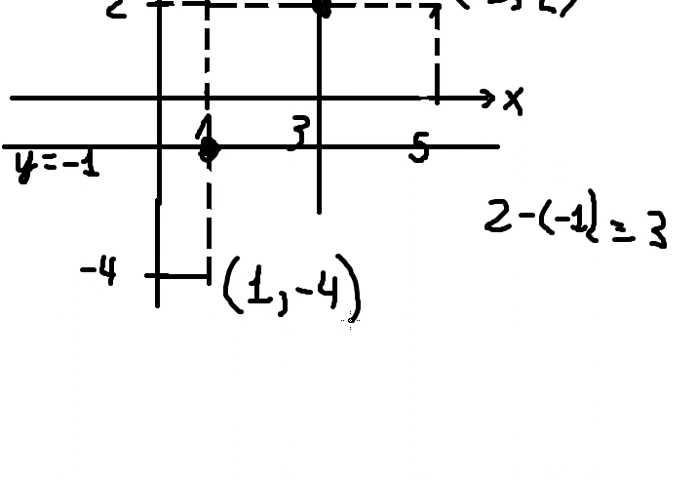 2
x
1 3 5
y=-1
2-(-1)=3
-4 (1,-4)